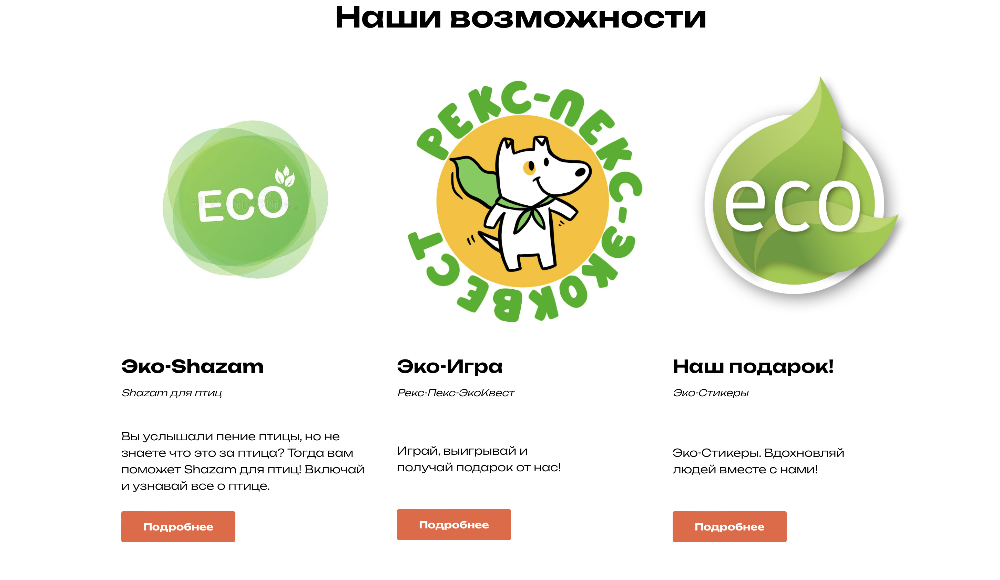 Наши возможности
ECO
dreamstime
РЕКС-ПЕКС-ЭКОКВЕСТ
eco
Эко-Shazam
Shazam для птиц
Вы услышали пение птицы, но не
знаете что это за птица? Тогда вам
поможет Shazam для птиц! Включай
и узнавай все о птице.
Подробнее
Эко-Игра
Рекс-Пекс-ЭкоКвест
Играй, выигрывай и
получай подарок от нас!
Подробнее
Наш подарок!
Эко-Стикеры
Эко-Стикеры. Вдохновляй
людей вместе с нами!
Подробнее